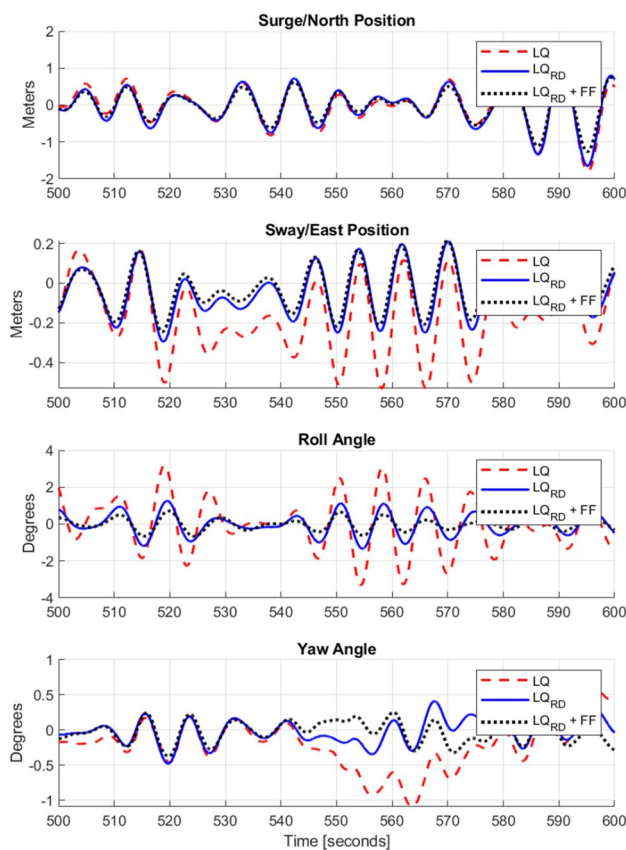 Surge/North Position
Meters
2
1
0
-1
-2
500 510 520 530 540 550 560 570 580 590 600
LQ
LQRD
LQRD + FF
Sway/East Position
Meters
0.2
0
-0.2
-0.4
500 510 520 530 540 550 560 570 580 590 600
LQ
LQRD
LQRD + FF
Roll Angle
Degrees
4
2
0
-2
-4
500 510 520 530 540 550 560 570 580 590 600
LQ
LQRD
LQRD + FF
Yaw Angle
Degrees
1
0.5
0
-0.5
-1
500 510 520 530 540 550 560 570 580 590 600
LQ
LQRD
LQRD + FF
Time [seconds]